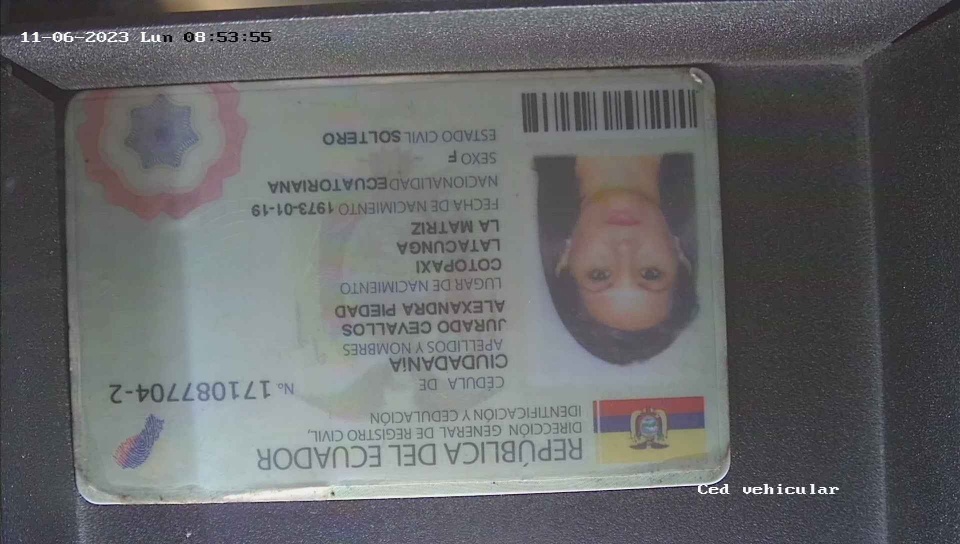 11-06-2023 Lun 08:53:55
REPÚBLICA DEL ECUADOR
DIRECCIÓN GENERAL DE REGISTRO CIVIL,
IDENTIFICACIÓN Y CEDULACIÓN
CÉDULA DE
CIUDADANíA
No 171087704-2
APELLIDOS Y NOMBRES
JURADO CEVALLOS
ALEXANDRA PIEDAD
LUGAR DE NACIMIENTO
COTOPAXI
LATACUNGA
LA MATRIZ
FECHA DE NACIMIENTO 1973-01-19
NACIONALIDAD ECUATORIANA
SEXO F
ESTADO CIVIL SOLTERO
Ced vehicular